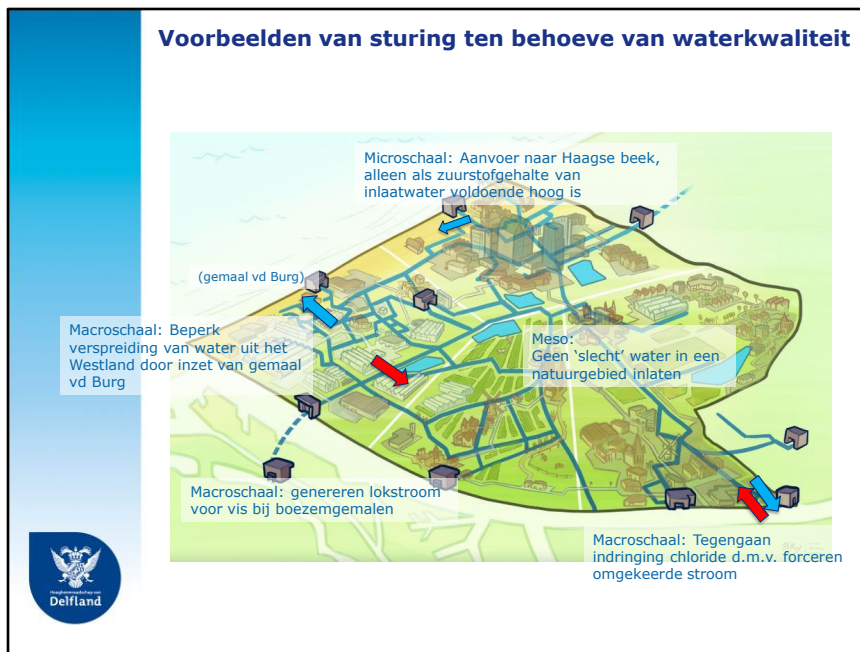 Voorbeelden van sturing ten behoeve van waterkwaliteit
Microschaal: Aanvoer naar Haagse beek,
alleen als zuurstofgehalte van
inlaatwater voldoende hoog is
(gemaal vd Burg)
Macroschaal: Beperk
verspreiding van water uit het
Westland door inzet van gemaal
vd Burg
Meso:
Geen ‘slecht’ water in een
natuurgebied inlaten
Macroschaal: genereren lokstroom
voor vis bij boezemgemalen
Macroschaal: Tegengaan
indringing chloride d.m.v. forceren
omgekeerde stroom
Hoogheemraadschap van
Delfland